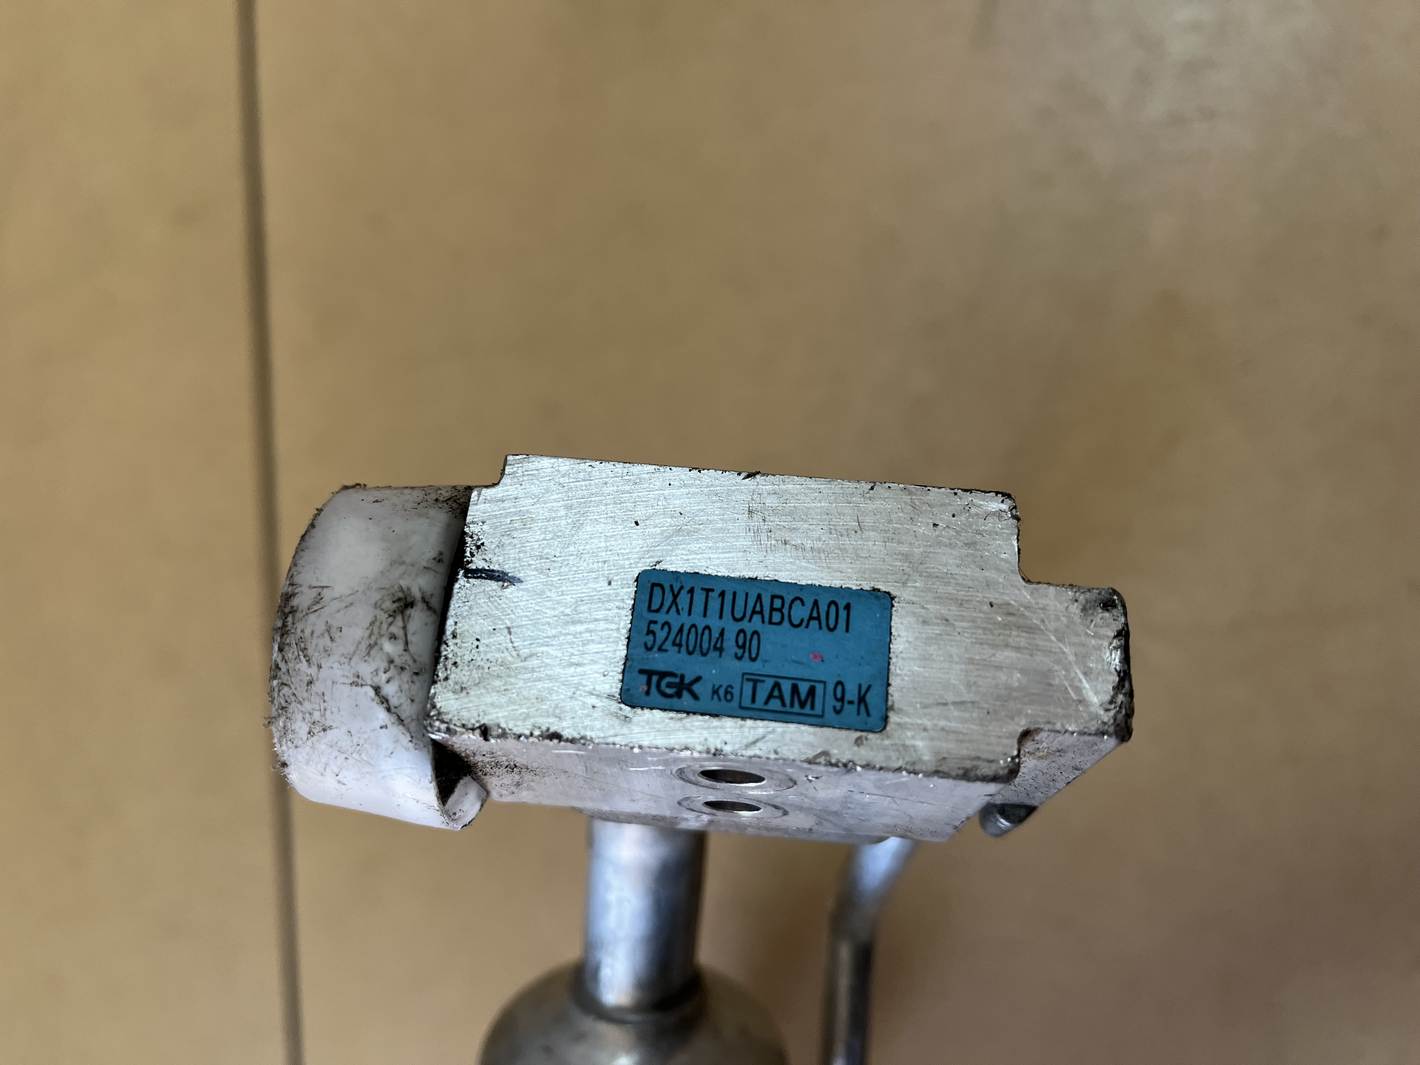 DX1T1UABCA01
524004 90
TGK K6 TAM 9-K